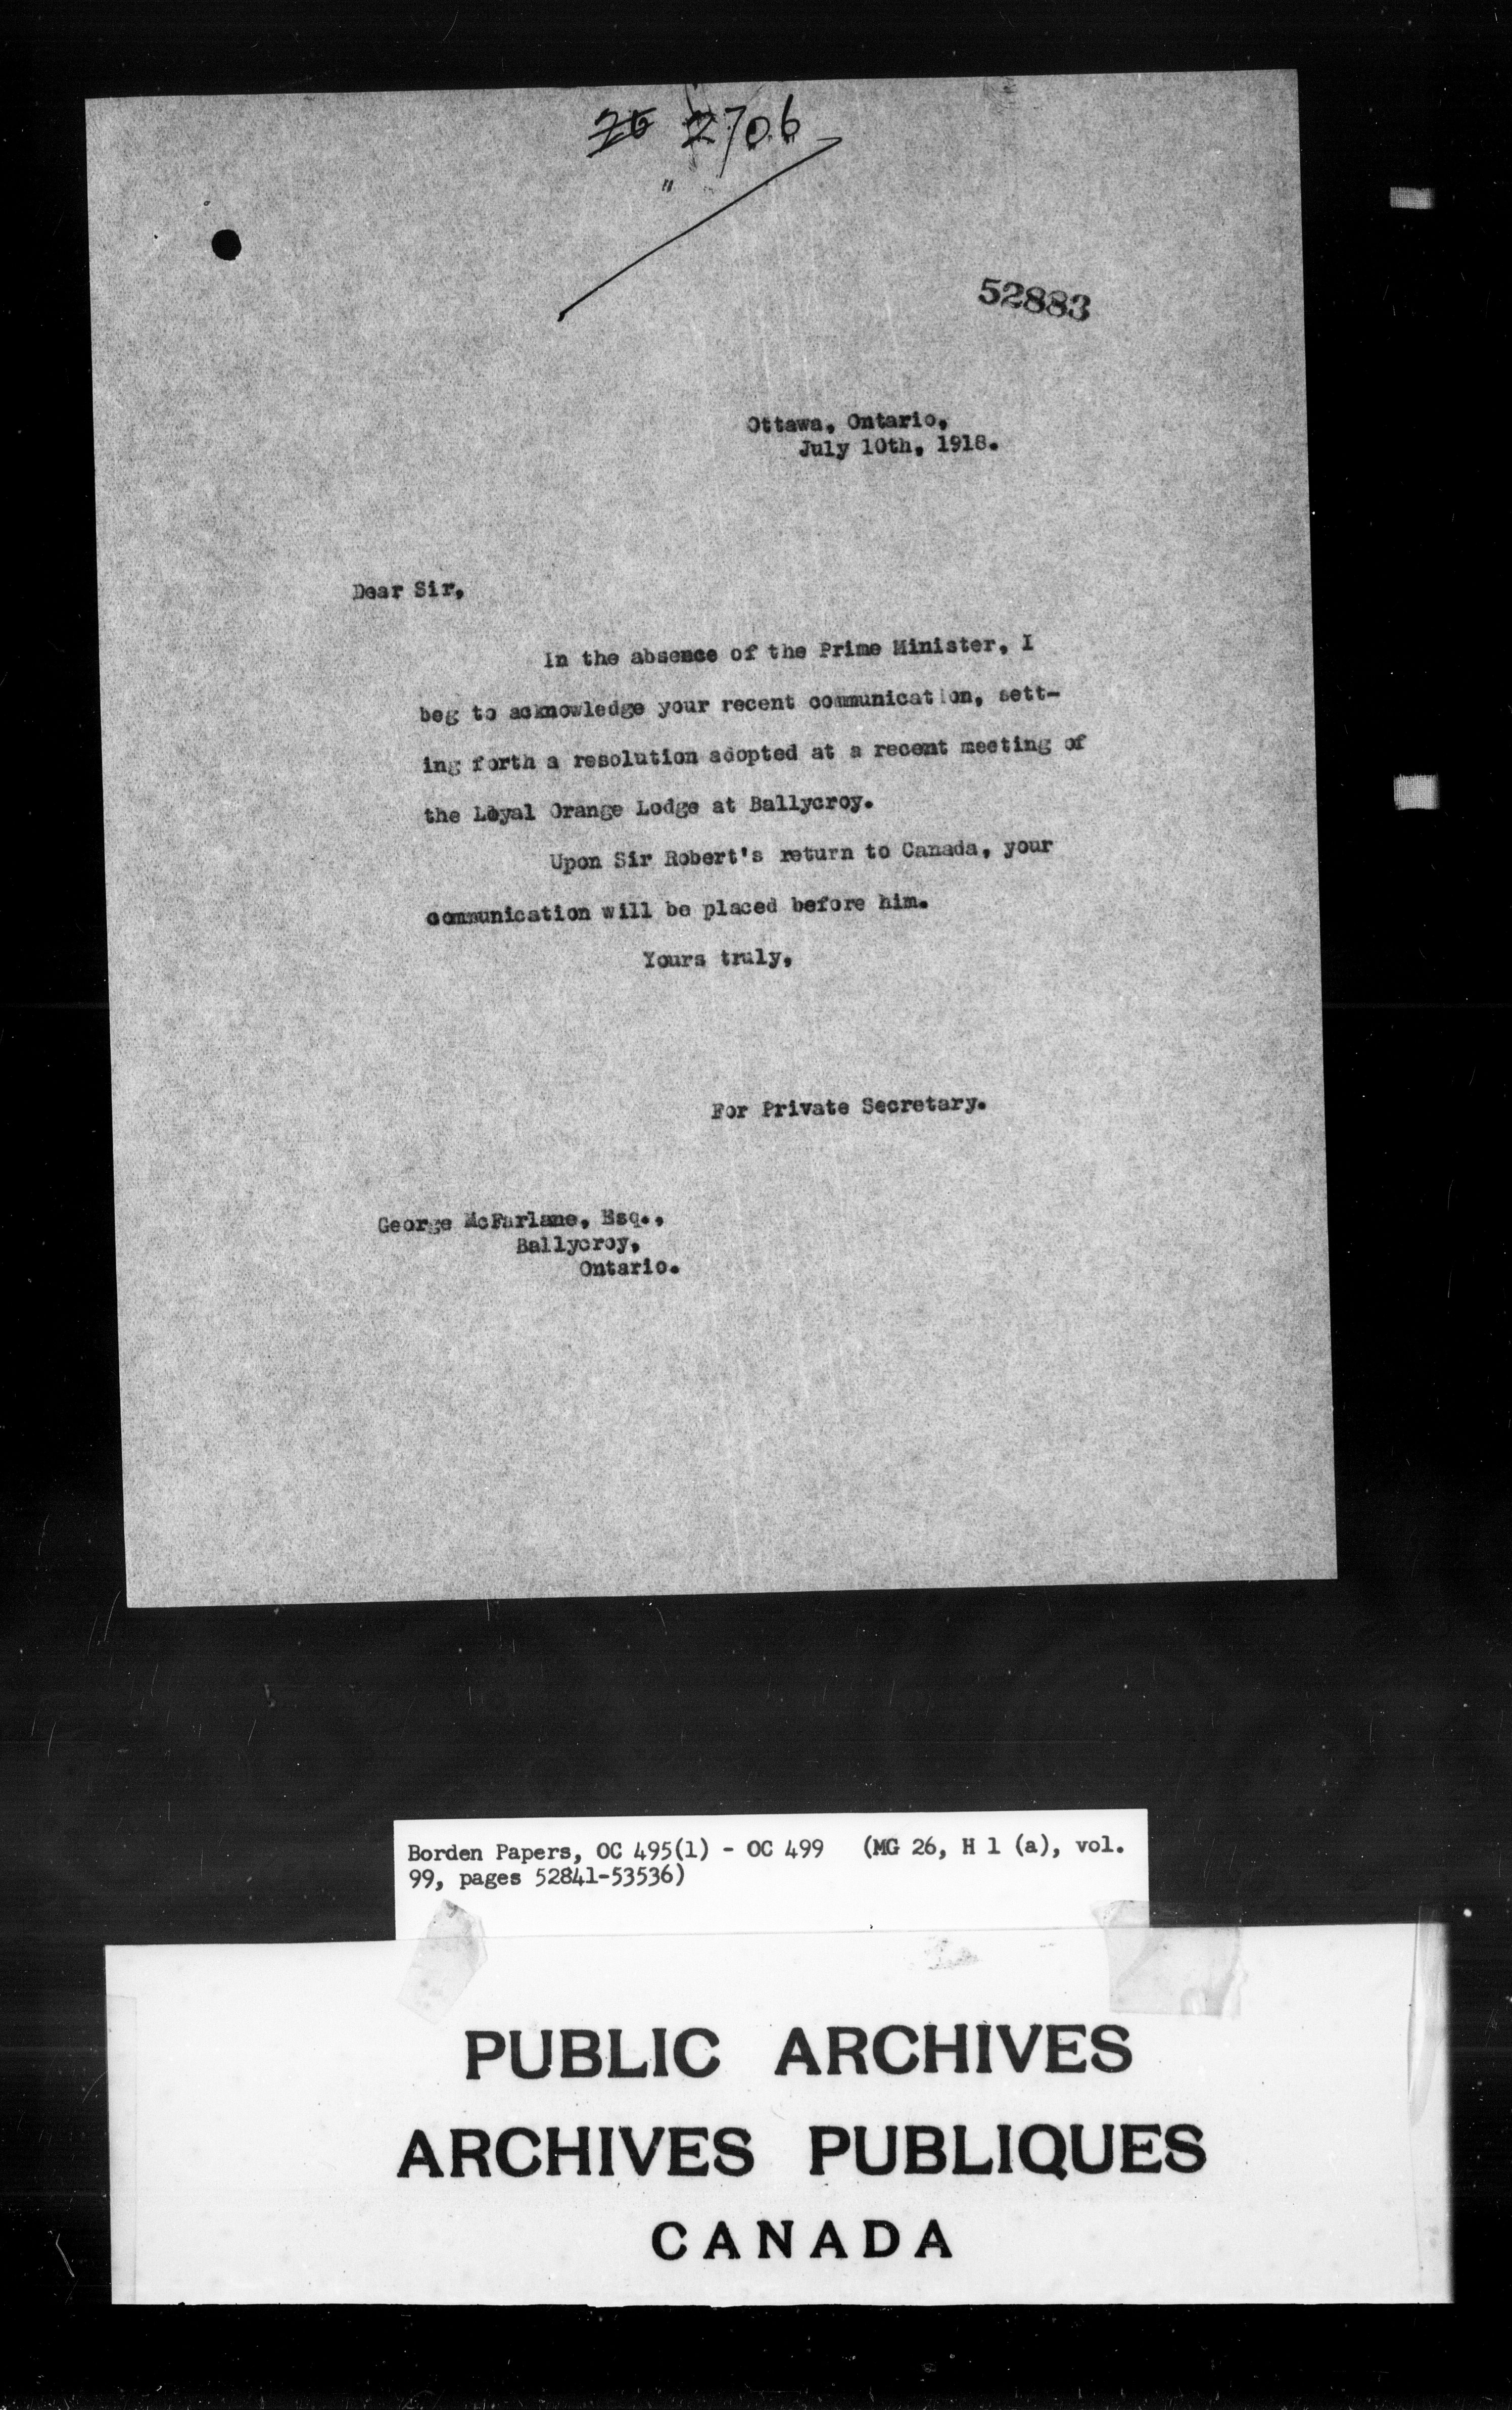 2706
52883
Ottawa, Ontario,
July 10th, 1918.
Dear Sir,
In the absence of the Prime Minister, I
beg to acknowledge your recent communication, sett-
ing forth a resolution adopted at a recent meeting of
the Loyal Orange Lodge at Ballycroy.
Upon Sir Robert's return to Canada, your
communication will be placed before him.
Yours truly,
For Private Secretary.
George McFarlane, Esq.,
Ballycroy,
Ontario.
Borden Papers, OC 495(1) - OC 499 (MG 26, H 1 (a), vol.
99, pages 52841-53536)
PUBLIC ARCHIVES
ARCHIVES PUBLIQUES
CANADA